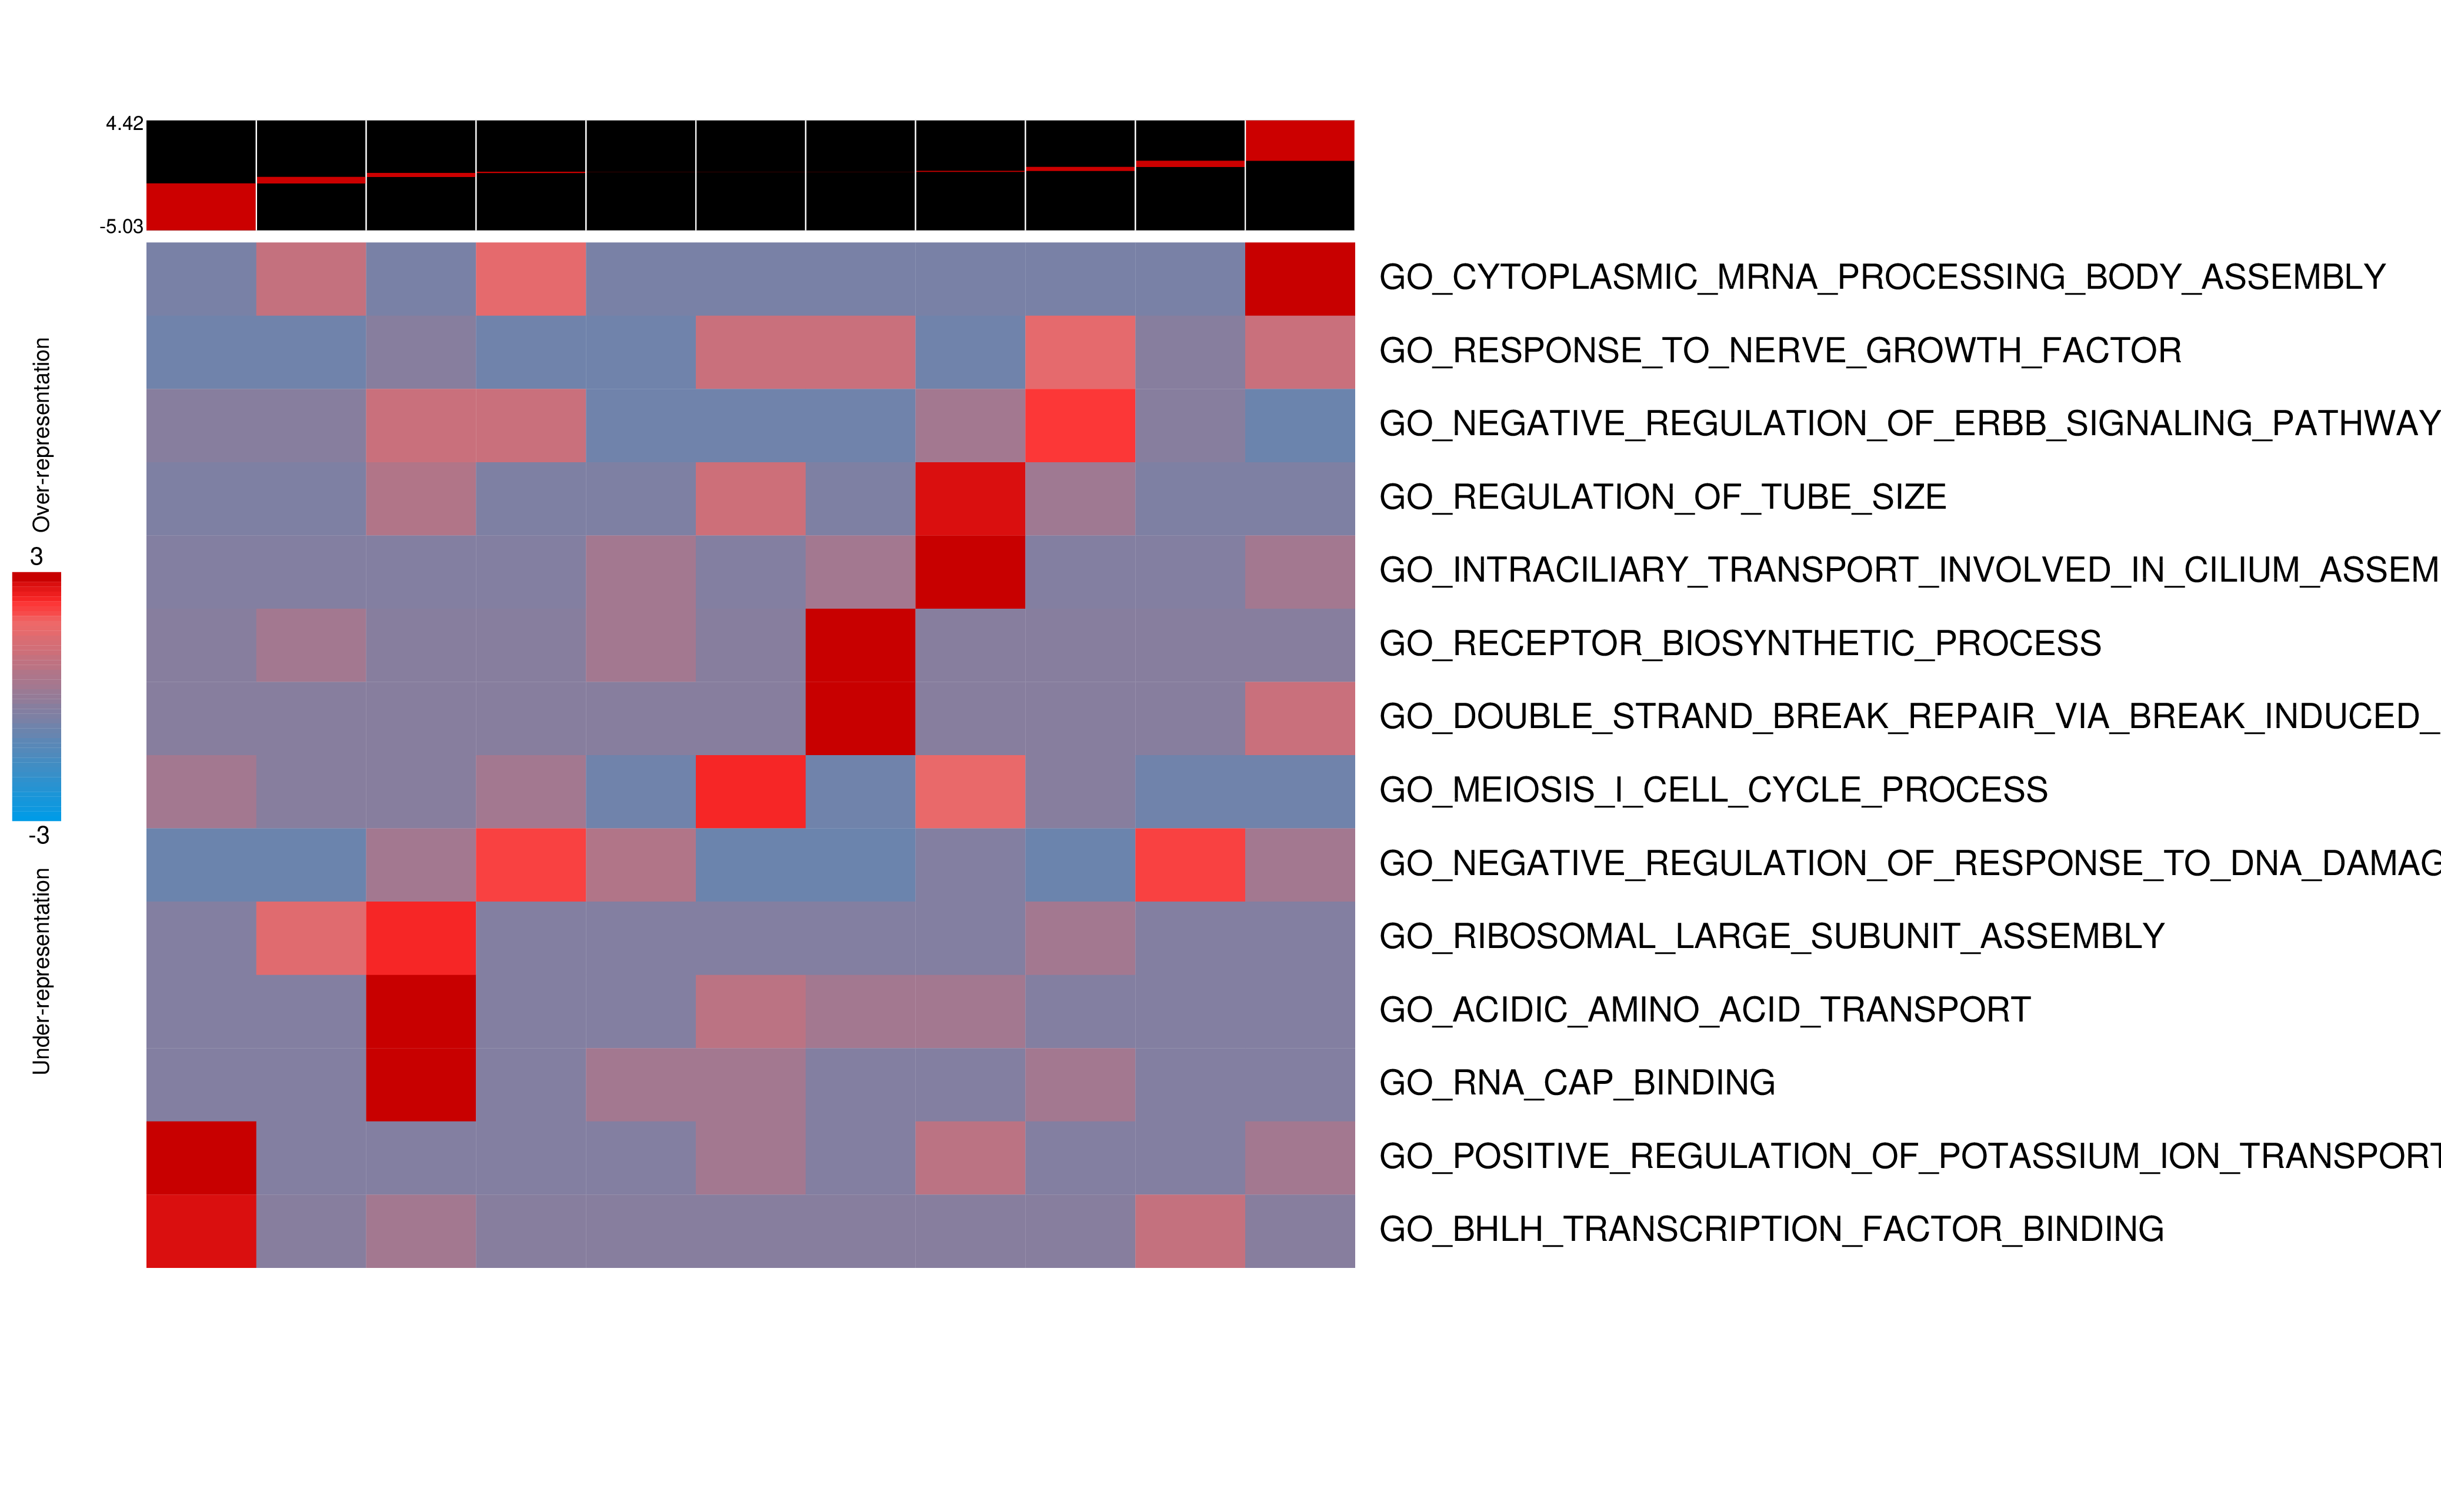 4.42
-5.03
GO_CYTOPLASMIC_MRNA_PROCESSING_BODY_ASSEMBLY
GO_RESPONSE_TO_NERVE_GROWTH_FACTOR
GO_NEGATIVE_REGULATION_OF_ERBB_SIGNALING_PATHWAY
GO_REGULATION_OF_TUBE_SIZE
GO_INTRACILIARY_TRANSPORT_INVOLVED_IN_CILIUM_ASSEM
GO_RECEPTOR_BIOSYNTHETIC_PROCESS
GO_DOUBLE_STRAND_BREAK_REPAIR_VIA_BREAK_INDUCED_
GO_MEIOSIS_I_CELL_CYCLE_PROCESS
GO_NEGATIVE_REGULATION_OF_RESPONSE_TO_DNA_DAMAG
GO_RIBOSOMAL_LARGE_SUBUNIT_ASSEMBLY
GO_ACIDIC_AMINO_ACID_TRANSPORT
GO_RNA_CAP_BINDING
GO_POSITIVE_REGULATION_OF_POTASSIUM_ION_TRANSPORT
GO_BHLH_TRANSCRIPTION_FACTOR_BINDING
Over-representation
3
-3
Under-representation